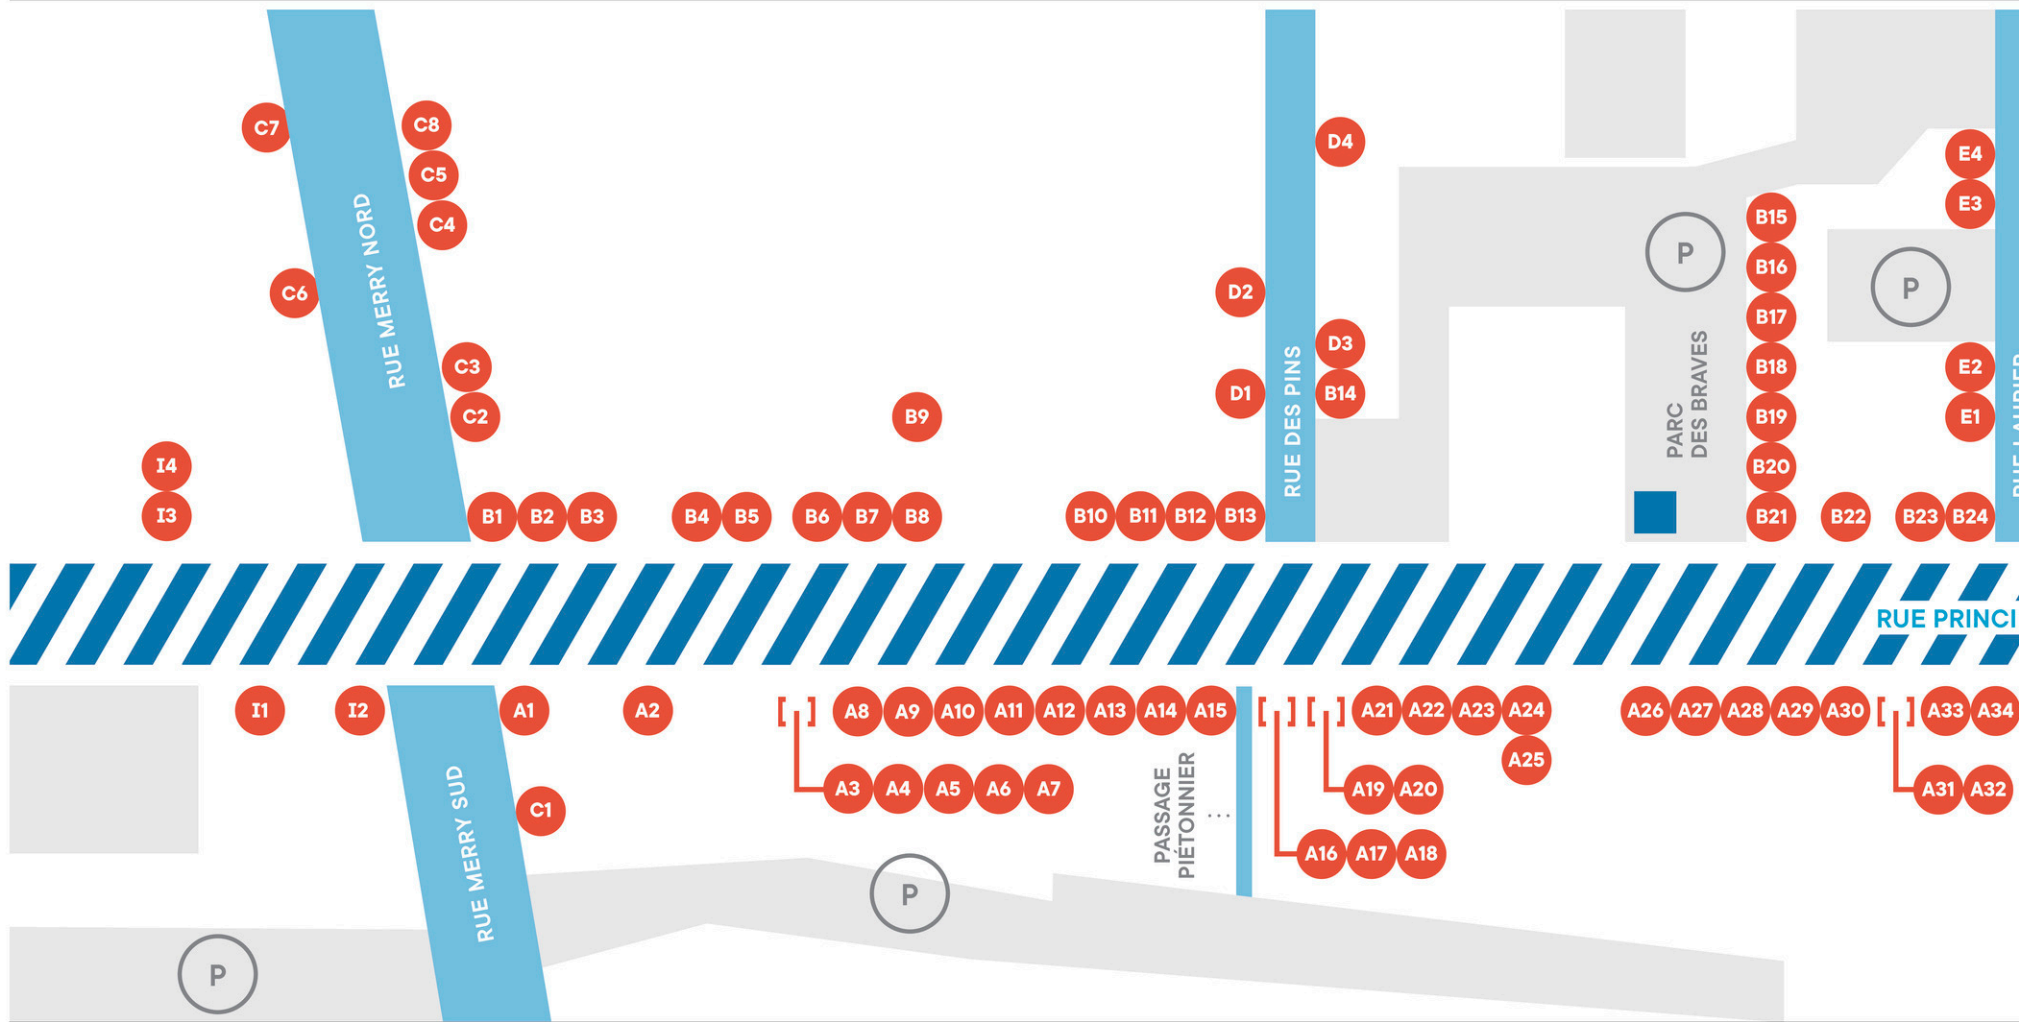 C7
C8
D4
C5
E4
E3
C4
B15
P
B16
P
C6
D2
B17
RUE MERRY NORD
D3
C3
B18
E2
D1
B14
RUE DES PINS
PARC
DES BRAVES
C2
B9
B19
E1
I4
B20
I3
B1
B2
B3
B4
B5
B6
B7
B8
B10
B11
B12
B13
B21
B22
B23
B24
RUE PRINCI
I1
I2
A1
A2
A8
A9
A10
A11
A12
A13
A14
A15
A21
A22
A23
A24
A26
A27
A28
A29
A30
A33
A34
A25
A3
A4
A5
A6
A7
A19
A20
A31
A32
C1
RUE MERRY SUD
PASSAGE
PIÉTONNIER
...
A16
A17
A18
P
P